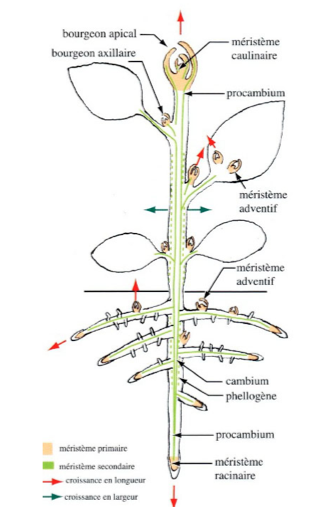 bourgeon apical
bourgeon axillaire
méristème
caulinaire
procambium
méristème
adventif
méristème
adventif
cambium
phellogène
procambium
méristème
racinaire
méristème primaire
méristème secondaire
croissance en longueur
croissance en largeur